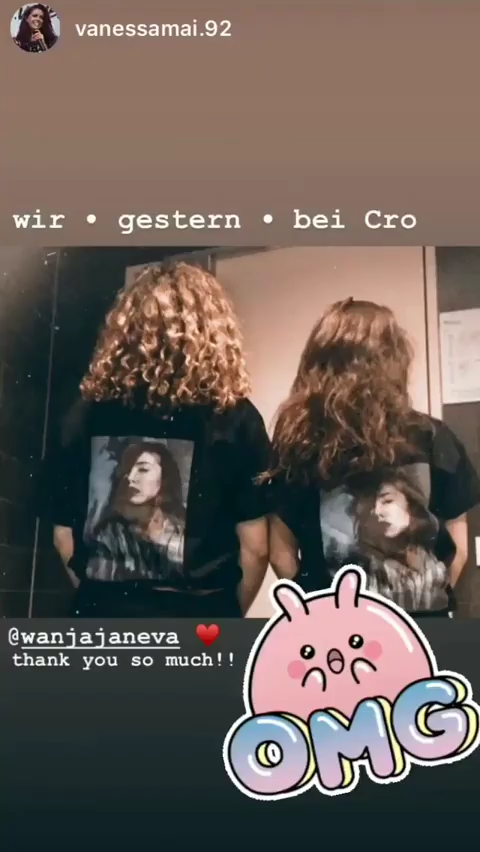 vanessamai.92
wir • gestern • bei Cro
@wanjajaneva ♥️
thank you so much!!
OMG